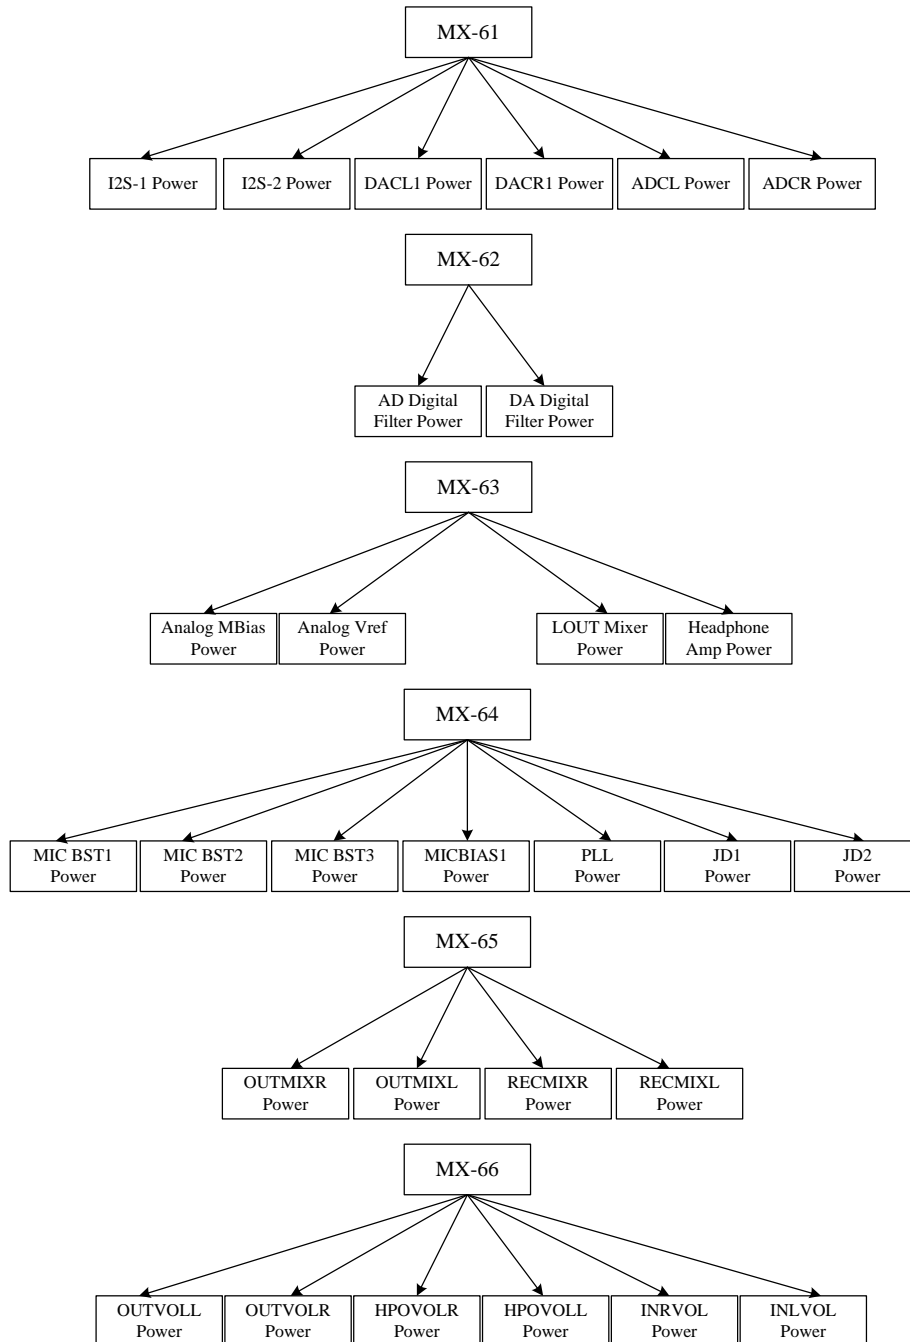 MX-61
I2S-1 Power
I2S-2 Power
DACL1 Power
DACR1 Power
ADCL Power
ADCR Power
MX-62
AD Digital
Filter Power
DA Digital
Filter Power
MX-63
Analog MBias
Power
Analog Vref
Power
LOUT Mixer
Power
Headphone
Amp Power
MX-64
MIC BST1
Power
MIC BST2
Power
MIC BST3
Power
MICBIAS1
Power
PLL
Power
JD1
Power
JD2
Power
MX-65
OUTMIXR
Power
OUTMIXL
Power
RECMIXR
Power
RECMIXL
Power
MX-66
OUTVOLL
Power
OUTVOLR
Power
HPOVOLR
Power
HPOVOLL
Power
INRVOL
Power
INLVOL
Power